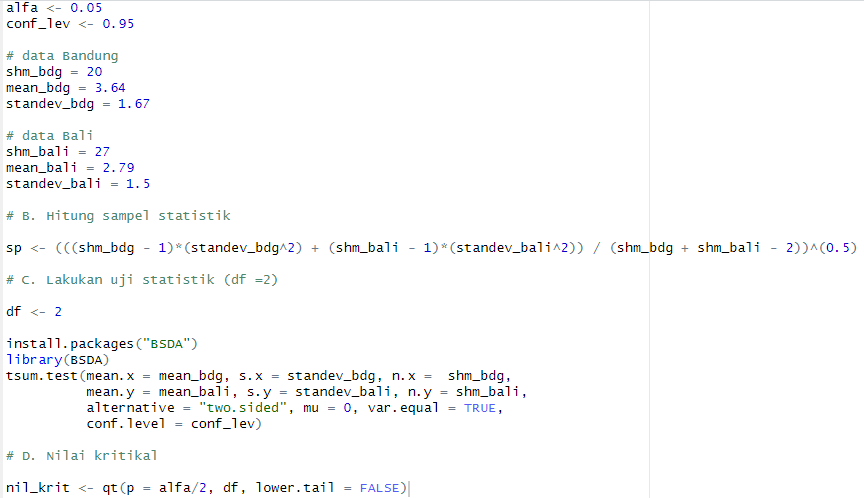 alfa <- 0.05
conf_lev <- 0.95
# data Bandung
shm_bdg = 20
mean_bdg = 3.64
standev_bdg = 1.67
# data Bali
shm_bali = 27
mean_bali = 2.79
standev_bali = 1.5
# B. Hitung sampel statistik
sp <- (((shm_bdg - 1)*(standev_bdg^2) + (shm_bali - 1)*(standev_bali^2)) / (shm_bdg + shm_bali - 2))^(0.5)
# C. Lakukan uji statistik (df =2)
df <- 2
install.packages("BSDA")
library(BSDA)
tsum.test(mean.x = mean_bdg, s.x = standev_bdg, n.x =  shm_bdg,
          mean.y = mean_bali, s.y = standev_bali, n.y = shm_bali,
          alternative = "two.sided", mu = 0, var.equal = TRUE,
          conf.level = conf_lev)
# D. Nilai kritikal
nil_krit <- qt(p = alfa/2, df, lower.tail = FALSE)